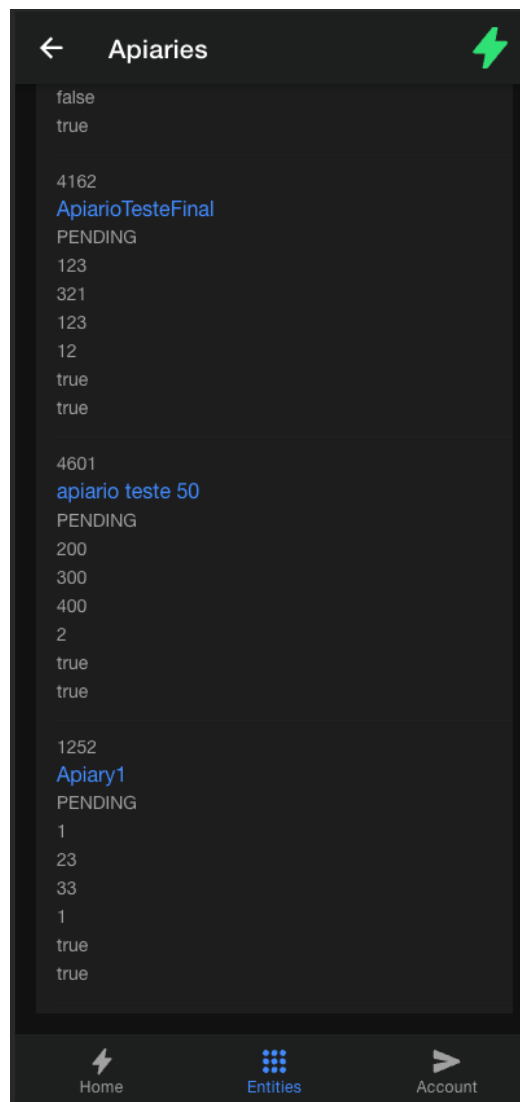 Apiaries
false
true
4162
ApiarioTesteFinal
PENDING
123
321
123
12
true
true
4601
apiario teste 50
PENDING
200
300
400
2
true
true
1252
Apiary1
PENDING
1
23
33
1
true
true
Home
Entities
Account